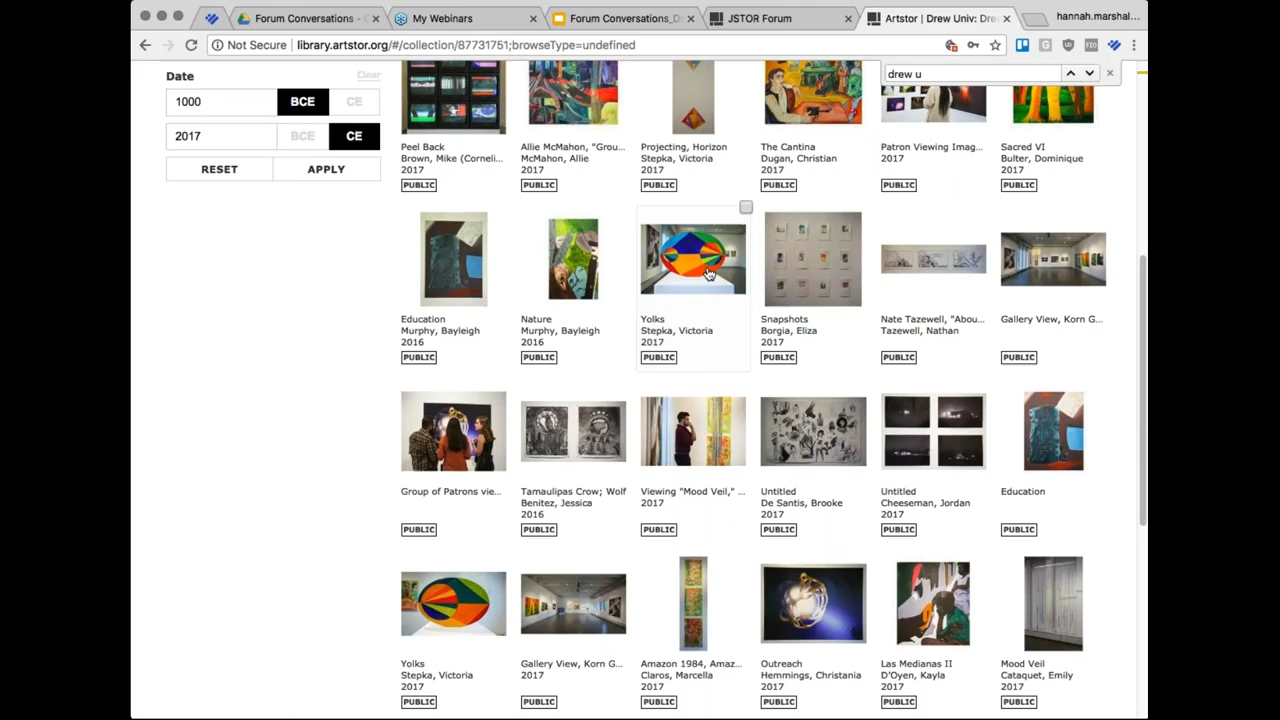 Forum Conversations - G
My Webinars
Forum Conversations_D
JSTOR Forum
Artstor | Drew Univ: Dre
hannah.marshal...
Not Secure
library.artstor.org/#/collection/87731751;browseType=undefined
drew u
Date
Clear
1000
BCE
CE
2017
BCE
CE
RESET
APPLY
Peel Back
Brown, Mike (Corneli...
2017
PUBLIC
Allie McMahon, "Grou...
McMahon, Allie
2017
PUBLIC
Projecting, Horizon
Stepka, Victoria
2017
PUBLIC
The Cantina
Dugan, Christian
2017
PUBLIC
Patron Viewing Imag...
2017
PUBLIC
Sacred VI
Bulter, Dominique
2017
PUBLIC
Education
Murphy, Bayleigh
2016
PUBLIC
Nature
Murphy, Bayleigh
2016
PUBLIC
Yolks
Stepka, Victoria
2017
PUBLIC
Snapshots
Borgia, Eliza
2017
PUBLIC
Nate Tazewell, "Abou...
Tazewell, Nathan
PUBLIC
Gallery View, Korn G...
PUBLIC
Group of Patrons vie...
PUBLIC
Tamaulipas Crow; Wolf
Benitez, Jessica
2016
PUBLIC
Viewing "Mood Veil," ...
2017
PUBLIC
Untitled
De Santis, Brooke
2017
PUBLIC
Untitled
Cheeseman, Jordan
2017
PUBLIC
Education
PUBLIC
Yolks
Stepka, Victoria
2017
PUBLIC
Gallery View, Korn G...
2017
PUBLIC
Amazon 1984, Amaz...
Claros, Marcella
2017
PUBLIC
Outreach
Hemmings, Christania
2017
PUBLIC
Las Medianas II
D'Oyen, Kayla
2017
PUBLIC
Mood Veil
Cataquet, Emily
2017
PUBLIC